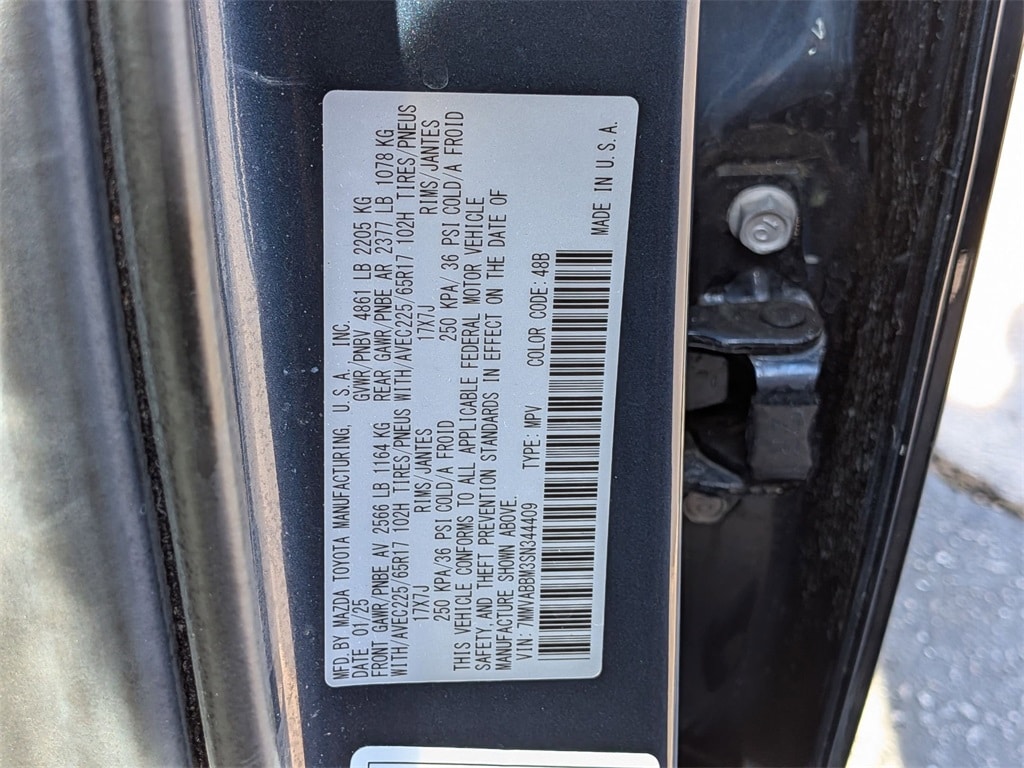 MFD BY MAZDA TOYOTA MANUFACTURING, U.S.A., INC.
DATE 01/25 GVWR/PNBV 4861 LB 2205 KG
FRONT GAWR/PNBE AV 2566 LB 1164 KG REAR GAWR/PNBE AR 2377 LB 1078 KG
WITH/AVEC225/65R17 102H TIRES/PNEUS WITH/AVEC225/65R17 102H TIRES/PNEUS
17X7J RIMS/JANTES 17X7J RIMS/JANTES
250 KPA/36 PSI COLD/A FROID 250 KPA/36 PSI COLD/A FROID
THIS VEHICLE CONFORMS TO ALL APPLICABLE FEDERAL MOTOR VEHICLE
SAFETY, AND THEFT PREVENTION STANDARDS IN EFFECT ON THE DATE OF
MANUFACTURE SHOWN ABOVE.
VIN: 7MMVABBM3SN344409 TYPE: MPV COLOR CODE: 48B
MADE IN U.S.A.